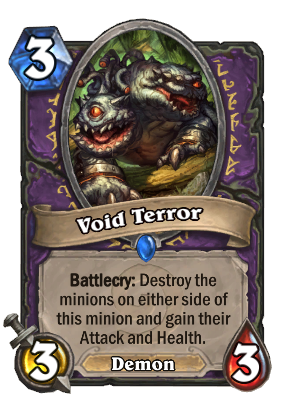 3
Void Terror
Battlecry: Destroy the
minions on either side of
this minion and gain their
Attack and Health.
3
Demon
3